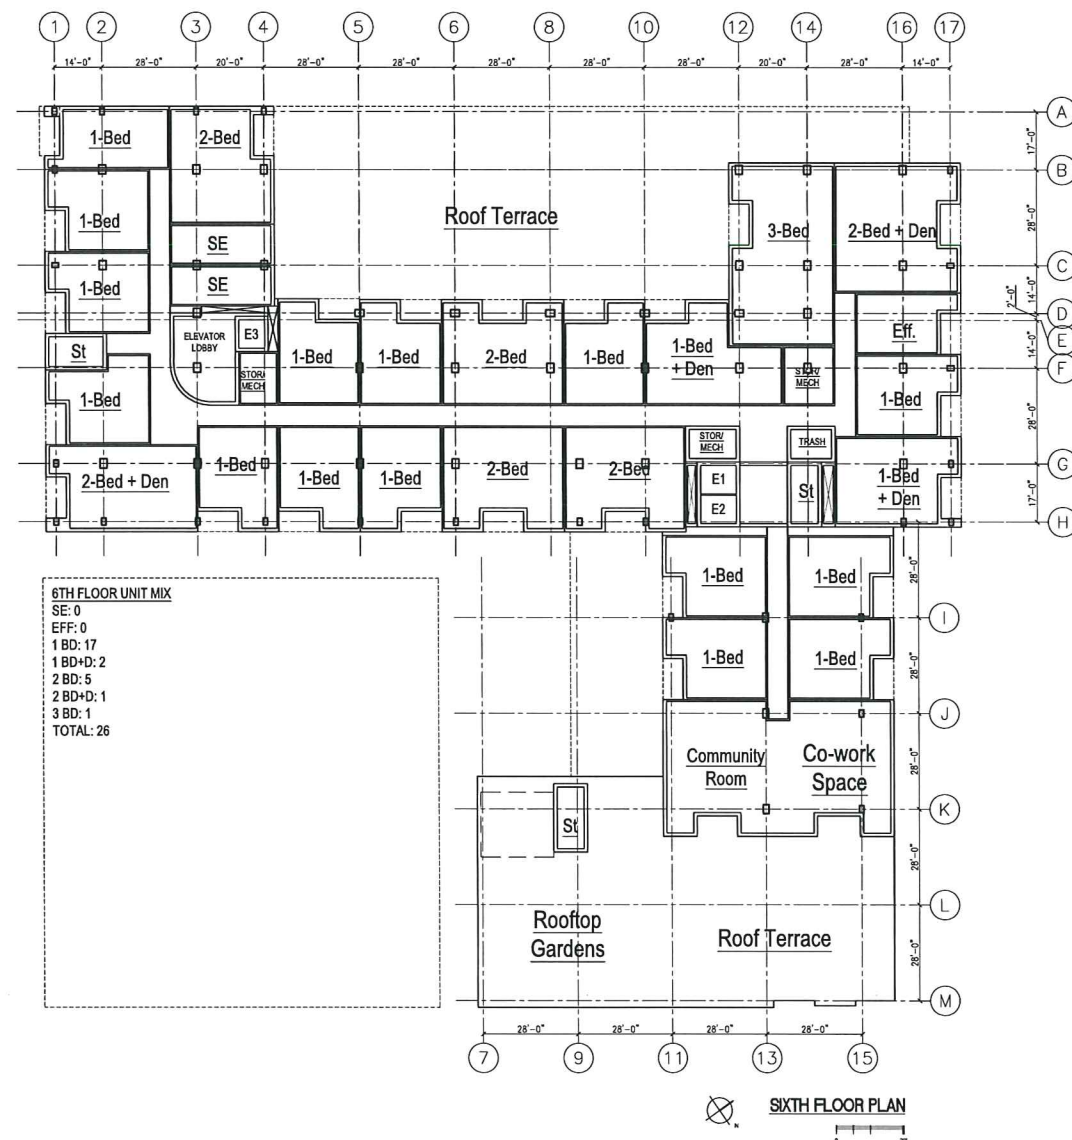 1 2 3 4 5 6 8 10 12 14 16 17
14'-0" 28'-0" 20'-0" 28'-0" 28'-0" 28'-0" 28'-0" 28'-0" 20'-0" 28'-0" 14'-0"
A
17'-0"
B
28'-0"
C
14'-0"
2'-0"
D
E
14'-0"
F
28'-0"
G
17'-0"
H
1-Bed
2-Bed
1-Bed
Roof Terrace
3-Bed
2-Bed + Den
SE
1-Bed
SE
ELEVATOR
LOBBY
E3
Eff.
St
1-Bed
1-Bed
2-Bed
1-Bed
1-Bed
+ Den
STOR/
MECH
STOR/
MECH
1-Bed
1-Bed
2-Bed + Den
1-Bed
1-Bed
1-Bed
2-Bed
2-Bed
STOR/
MECH
TRASH
E1
E2
St
1-Bed
+ Den
6TH FLOOR UNIT MIX
SE: 0
EFF: 0
1 BD: 17
1 BD+D: 2
2 BD: 5
2 BD+D: 1
3 BD: 1
TOTAL: 26
1-Bed
1-Bed
28'-0"
I
1-Bed
1-Bed
28'-0"
J
Community
Room
Co-work
Space
28'-0"
K
St
28'-0"
L
Rooftop
Gardens
Roof Terrace
28'-0"
M
28'-0" 28'-0" 28'-0" 28'-0"
7 9 11 13 15
N
SIXTH FLOOR PLAN